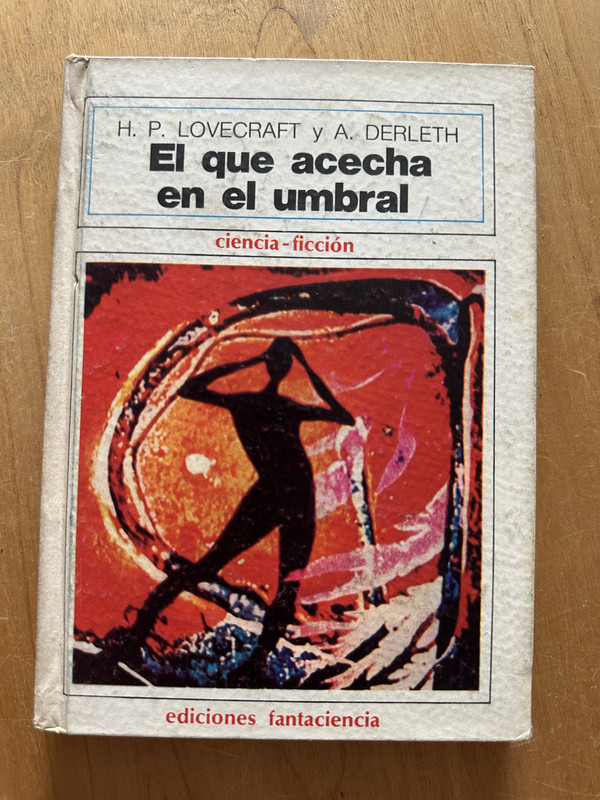 H. P. LOVECRAFT y A. DERLETH
El que acecha
en el umbral
ciencia-ficción
ediciones fantaciencia